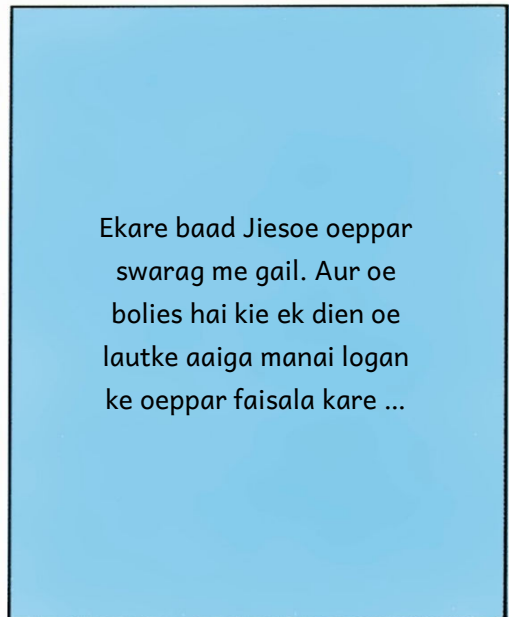 Ekare baad Jiesoe oeppar
swarag me gail. Aur oe
bolies hai kie ek dien oe
lautke aaiga manai logan
ke oeppar faisala kare ...